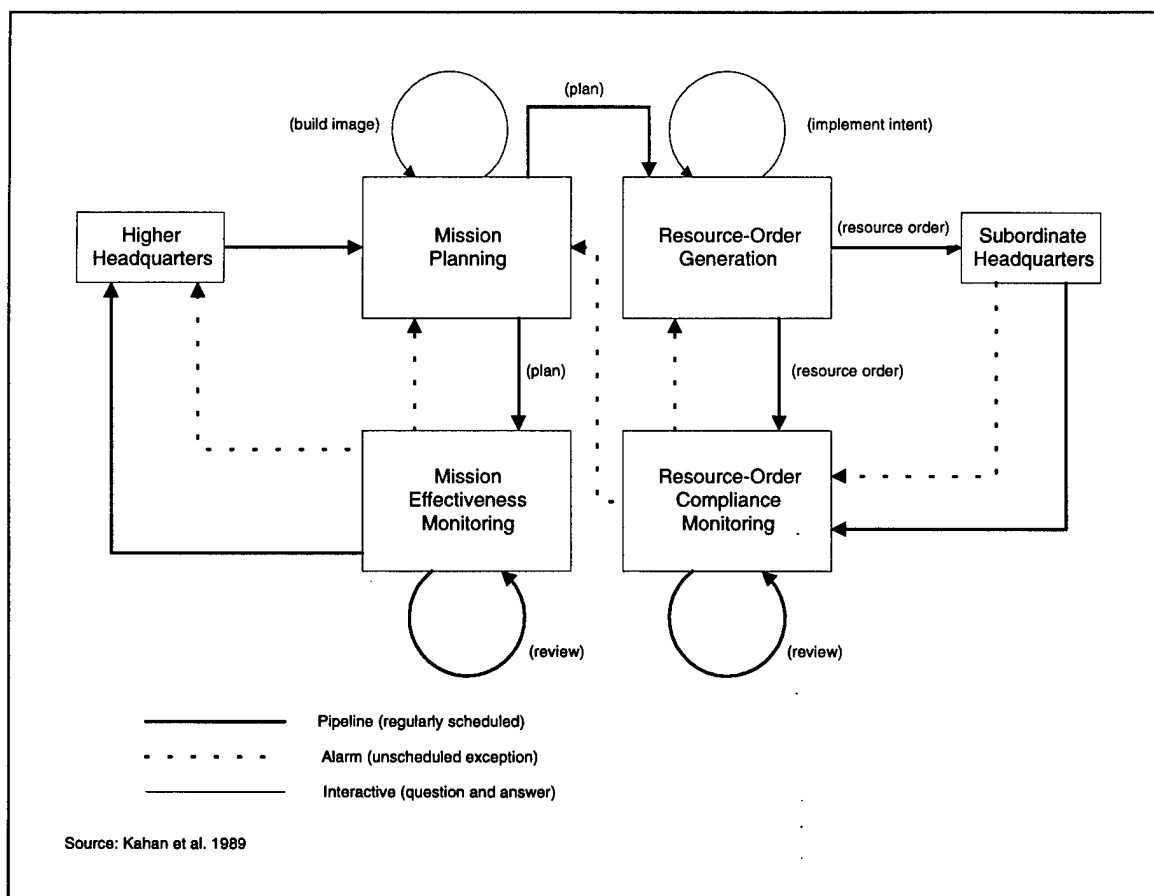 (plan)
(build image)
(implement intent)
Higher
Headquarters
Mission
Planning
Resource-Order
Generation
(resource order)
Subordinate
Headquarters
(plan)
(resource order)
Mission
Effectiveness
Monitoring
Resource-Order
Compliance
Monitoring
(review)
(review)
Pipeline (regularly scheduled)
Alarm (unscheduled exception)
Interactive (question and answer)
Source: Kahan et al. 1989